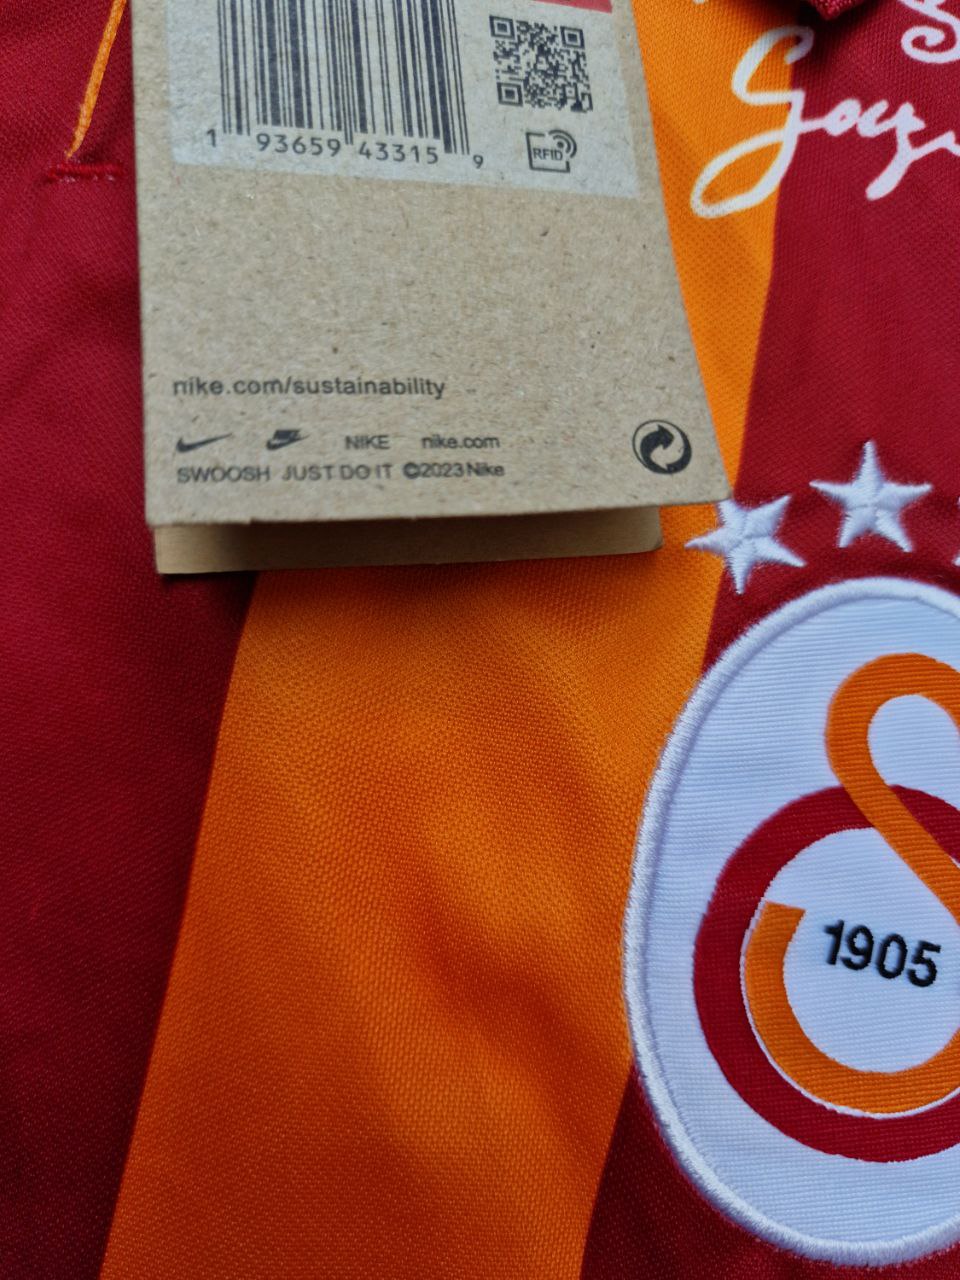 1 93659 43315 9
RFID
nike.com/sustainability
NIKE nike.com
SWOOSH JUST DO IT ©2023 Nike
1905